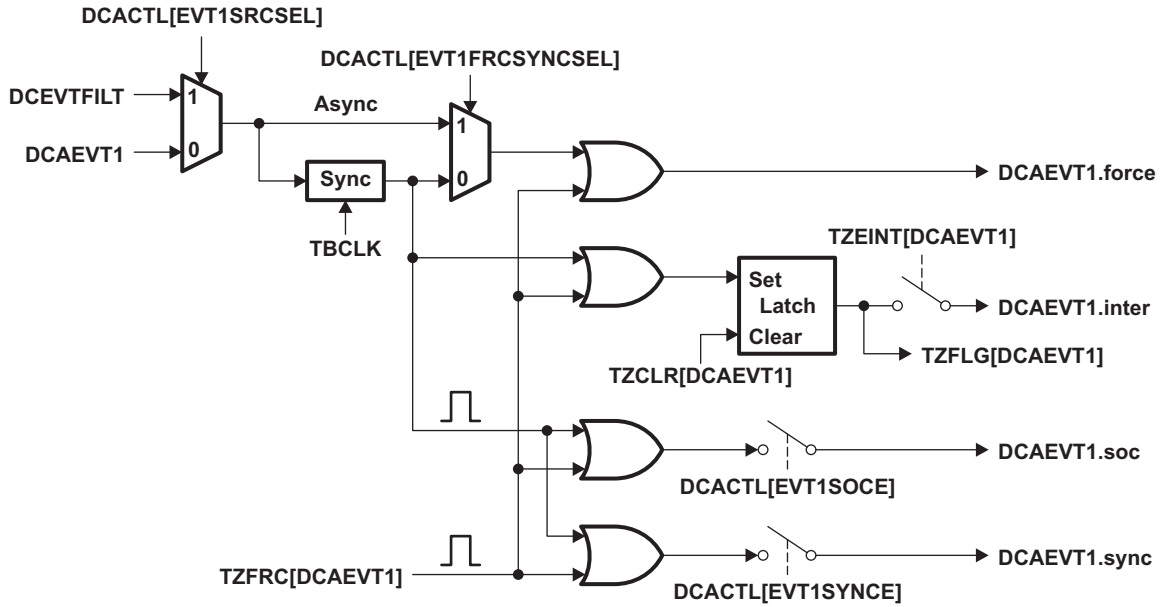 DCACTL[EVT1SRCSEL]
DCACTL[EVT1FRCSYNCSEL]
DCEVTFILT
1
Async
1
DCAEVT1
0
Sync
0
DCAEVT1.force
TBCLK
TZEINT[DCAEVT1]
Set
Latch
DCAEVT1.inter
Clear
TZFLG[DCAEVT1]
TZCLR[DCAEVT1]
DCAEVT1.soc
DCACTL[EVT1SOCE]
DCAEVT1.sync
TZFRC[DCAEVT1]
DCACTL[EVT1SYNCE]